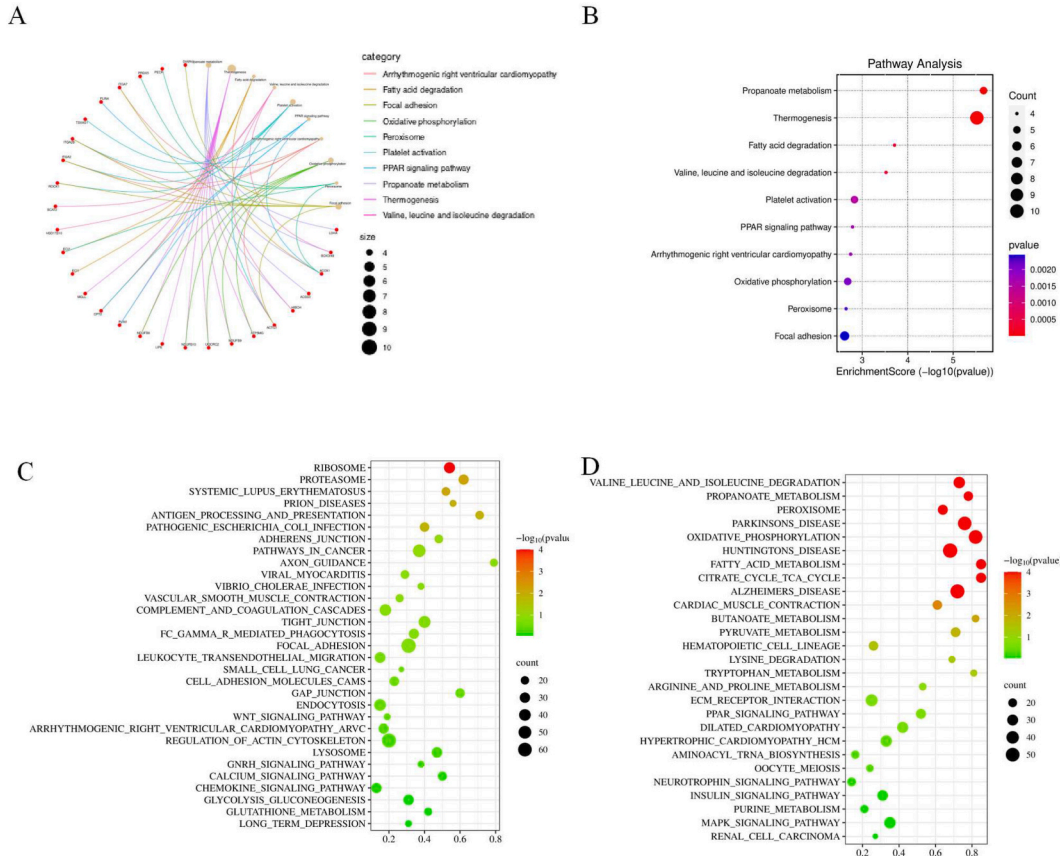 A
category
Arrhythmogenic right ventricular cardiomyopathy
Fatty acid degradation
Focal adhesion
Oxidative phosphorylation
Peroxisome
Platelet activation
PPAR signaling pathway
Propanoate metabolism
Thermogenesis
Valine, leucine and isoleucine degradation
size
4
5
6
7
8
9
10
B
Pathway Analysis
Propanoate metabolism
Thermogenesis
Fatty acid degradation
Valine, leucine and isoleucine degradation
Platelet activation
PPAR signaling pathway
Arrhythmogenic right ventricular cardiomyopathy
Oxidative phosphorylation
Peroxisome
Focal adhesion
3 4 5
EnrichmentScore (−log10(pvalue))
Count
4
5
6
7
8
9
10
pvalue
0.0020
0.0015
0.0010
0.0005
C
RIBOSOME
PROTEASOME
SYSTEMIC_LUPUS_ERYTHEMATOSUS
PRION_DISEASES
ANTIGEN_PROCESSING_AND_PRESENTATION
PATHOGENIC_ESCHERICHIA_COLI_INFECTION
ADHERENS_JUNCTION
PATHWAYS_IN_CANCER
AXON_GUIDANCE
VIRAL_MYOCARDITIS
VIBRIO_CHOLERAE_INFECTION
VASCULAR_SMOOTH_MUSCLE_CONTRACTION
COMPLEMENT_AND_COAGULATION_CASCADES
TIGHT_JUNCTION
FC_GAMMA_R_MEDIATED_PHAGOCYTOSIS
FOCAL_ADHESION
LEUKOCYTE_TRANSENDOTHELIAL_MIGRATION
SMALL_CELL_LUNG_CANCER
CELL_ADHESION_MOLECULES_CAMS
GAP_JUNCTION
ENDOCYTOSIS
WNT_SIGNALING_PATHWAY
ARRHYTHMOGENIC_RIGHT_VENTRICULAR_CARDIOMYOPATHY_ARVC
REGULATION_OF_ACTIN_CYTOSKELETON
LYSOSOME
GNRH_SIGNALING_PATHWAY
CALCIUM_SIGNALING_PATHWAY
CHEMOKINE_SIGNALING_PATHWAY
GLYCOLYSIS_GLUCONEOGENESIS
GLUTATHIONE_METABOLISM
LONG_TERM_DEPRESSION
0.2 0.4 0.6 0.8
−log10(pvalue
4
3
2
1
count
20
30
40
50
60
D
VALINE_LEUCINE_AND_ISOLEUCINE_DEGRADATION
PROPANOATE_METABOLISM
PEROXISOME
PARKINSONS_DISEASE
OXIDATIVE_PHOSPHORYLATION
HUNTINGTONS_DISEASE
FATTY_ACID_METABOLISM
CITRATE_CYCLE_TCA_CYCLE
ALZHEIMERS_DISEASE
CARDIAC_MUSCLE_CONTRACTION
BUTANOATE_METABOLISM
PYRUVATE_METABOLISM
HEMATOPOIETIC_CELL_LINEAGE
LYSINE_DEGRADATION
TRYPTOPHAN_METABOLISM
ARGININE_AND_PROLINE_METABOLISM
ECM_RECEPTOR_INTERACTION
PPAR_SIGNALING_PATHWAY
DILATED_CARDIOMYOPATHY
HYPERTROPHIC_CARDIOMYOPATHY_HCM
AMINOACYL_TRNA_BIOSYNTHESIS
OOCYTE_MEIOSIS
NEUROTROPHIN_SIGNALING_PATHWAY
INSULIN_SIGNALING_PATHWAY
PURINE_METABOLISM
MAPK_SIGNALING_PATHWAY
RENAL_CELL_CARCINOMA
0.2 0.4 0.6 0.8
−log10(pvalue
4
3
2
1
count
20
30
40
50